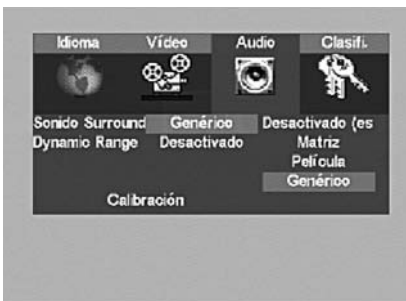 Idioma Vídeo Audio Clasifi.
Sonido Surround Genérico Desactivado (es
Dynamic Range Desactivado Matriz
Película
Genérico
Calibración